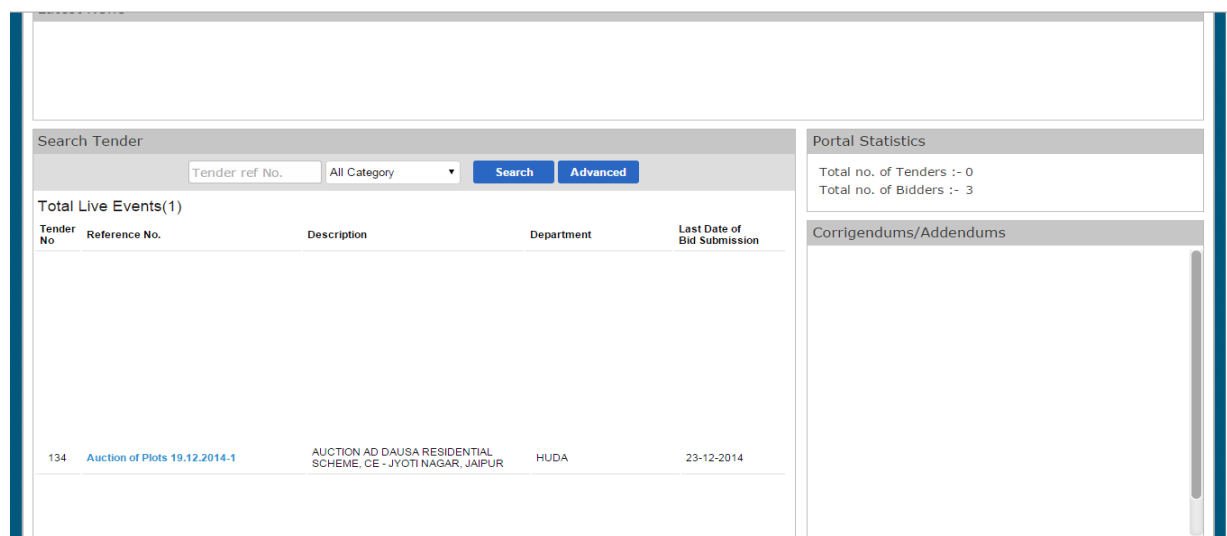 Search Tender
Tender ref No.
All Category
Search
Advanced
Total Live Events(1)
Tender No
Reference No.
Description
Department
Last Date of
Bid Submission
134
Auction of Plots 19.12.2014-1
AUCTION AD DAUSA RESIDENTIAL
SCHEME, CE - JYOTI NAGAR, JAIPUR
HUDA
23-12-2014
Portal Statistics
Total no. of Tenders :- 0
Total no. of Bidders :- 3
Corrigendums/Addendums